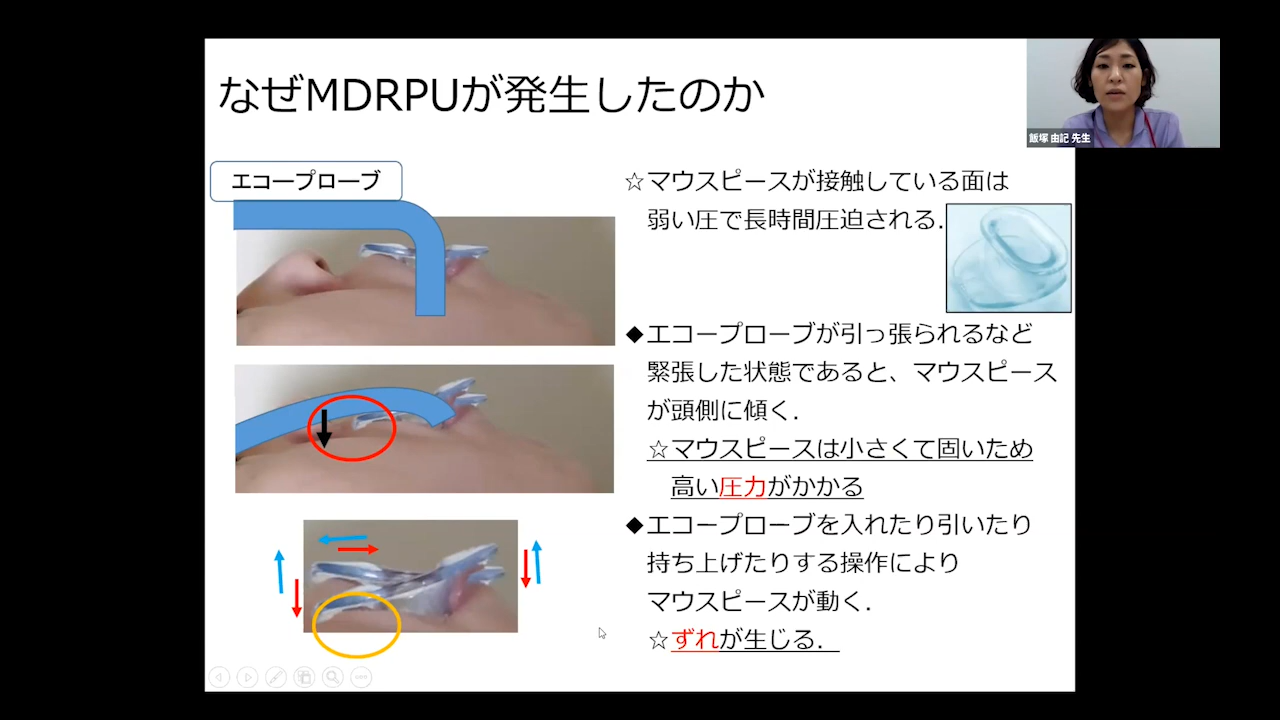 なぜMDRPUが発生したのか
飯塚 由記 先生
エコープローブ
☆マウスピースが接触している面は
弱い圧で長時間圧迫される.
◆エコープローブが引っ張られるなど
緊張した状態であると、マウスピース
が頭側に傾く.
☆マウスピースは小さくて固いため
高い圧力がかかる
◆エコープローブを入れたり引いたり
持ち上げたりする操作により
マウスピースが動く.
☆ずれが生じる.